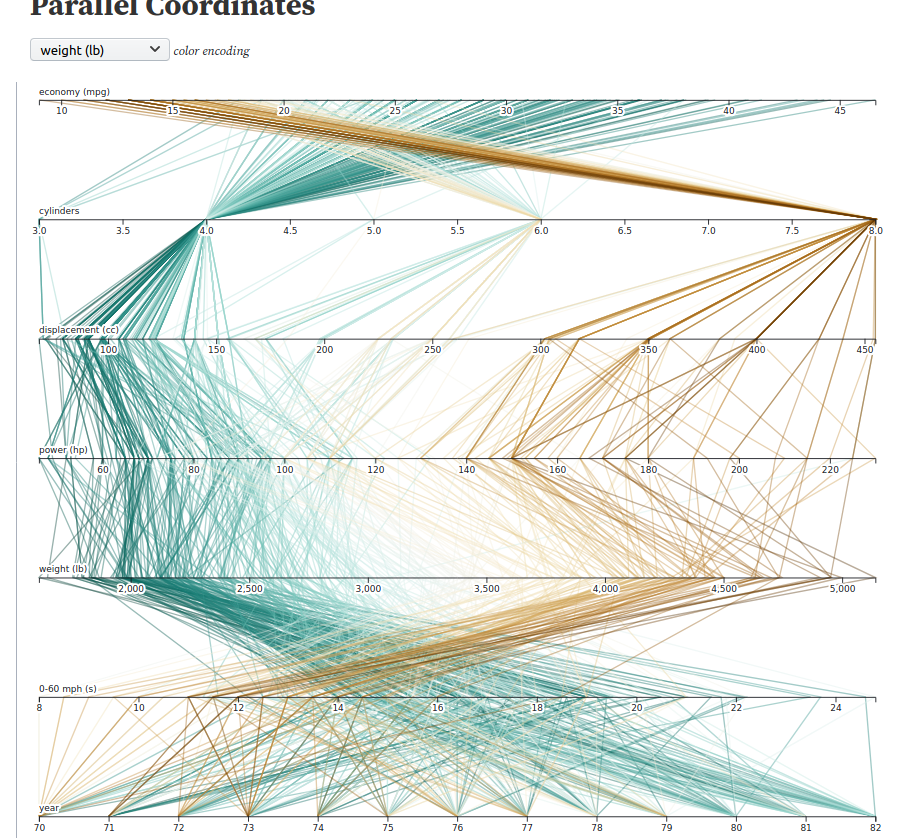 Parallel Coordinates
weight (lb) color encoding
economy (mpg)
10 15 20 25 30 35 40 45
cylinders
3.0 3.5 4.0 4.5 5.0 5.5 6.0 6.5 7.0 7.5 8.0
displacement (cc)
100 150 200 250 300 350 400 450
power (hp)
60 80 100 120 140 160 180 200 220
weight (lb)
2,000 2,500 3,000 3,500 4,000 4,500 5,000
0-60 mph (s)
8 10 12 14 16 18 20 22 24
year
70 71 72 73 74 75 76 77 78 79 80 81 82